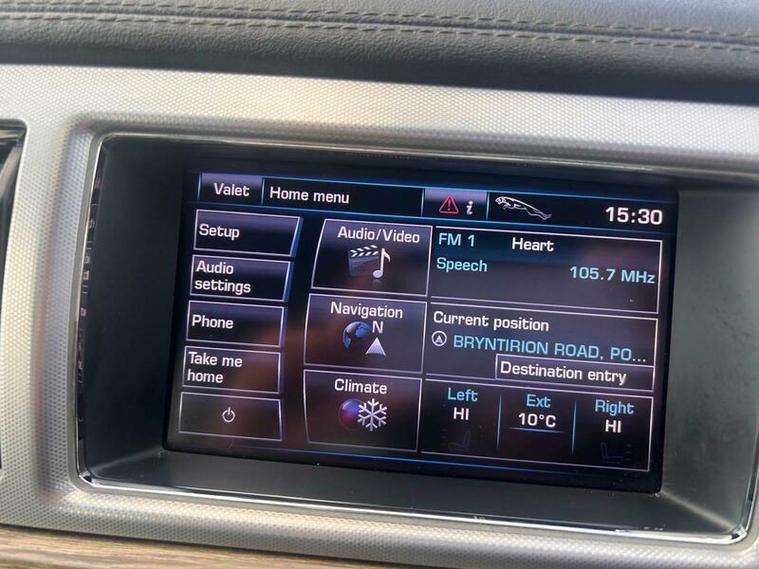 Valet
Home menu
i
15:30
Setup
Audio
settings
Phone
Take me
home
Audio/Video
Navigation
N
Climate
FM 1
Heart
Speech
105.7 MHz
Current position
BRYNTIRION ROAD, PO...
Destination entry
Left
HI
Ext
10°C
Right
HI